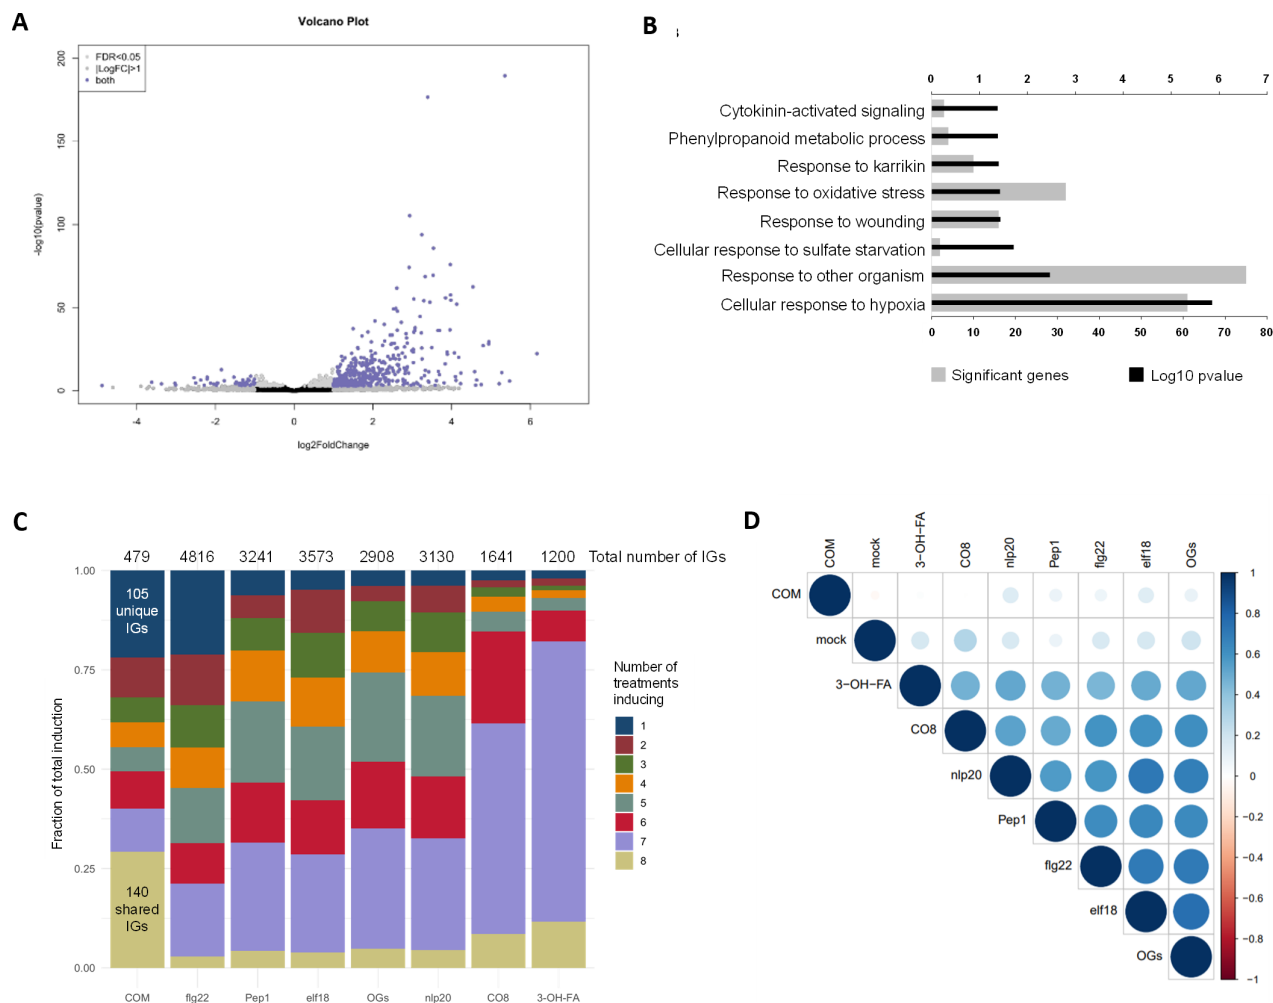 A
Volcano Plot
FDR<0.05
|LogFC|>1
both
200
150
100
50
0
-log10(pvalue)
-4
-2
0
2
4
6
log2FoldChange
B
0 1 2 3 4 5 6 7
Cytokinin-activated signaling
Phenylpropanoid metabolic process
Response to karrikin
Response to oxidative stress
Response to wounding
Cellular response to sulfate starvation
Response to other organism
Cellular response to hypoxia
0 10 20 30 40 50 60 70 80
Significant genes
Log10 pvalue
C
479 4816 3241 3573 2908 3130 1641 1200 Total number of IGs
1.00
0.75
0.50
0.25
0.00
Fraction of total induction
105
unique
IGs
140
shared
IGs
COM flg22 Pep1 elf18 OGs nlp20 CO8 3-OH-FA
Number of
treatments
inducing
1
2
3
4
5
6
7
8
D
COM mock 3-OH-FA CO8 nlp20 Pep1 flg22 elf18 OGs
COM
mock
3-OH-FA
CO8
nlp20
Pep1
flg22
elf18
OGs
1
0.8
0.6
0.4
0.2
0
-0.2
-0.4
-0.6
-0.8
-1